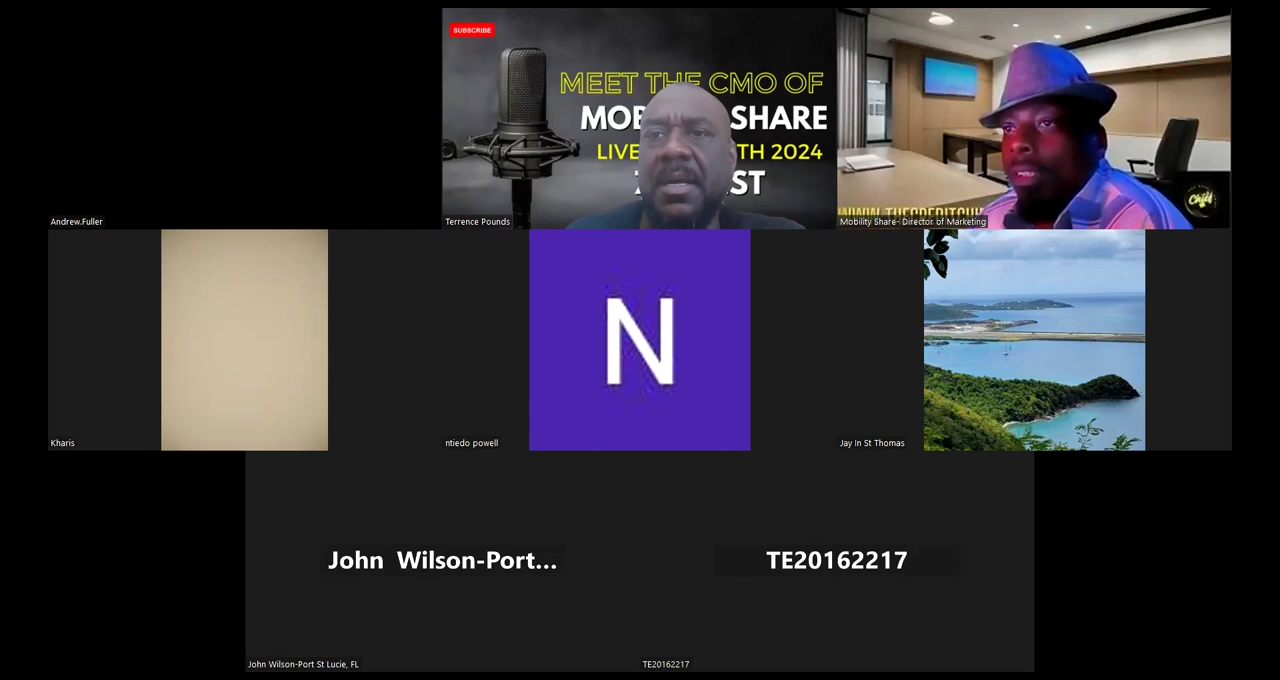 SUBSCRIBE
MEET THE CMO OF
SHARE
LIVE TH 2024
ST
Chief
Andrew.Fuller
Terrence Pounds
Mobility Share- Director of Marketing
N
Kharis
ntiedo powell
Jay In St Thomas
John Wilson-Port...
TE20162217
John Wilson-Port St Lucie, FL
TE20162217